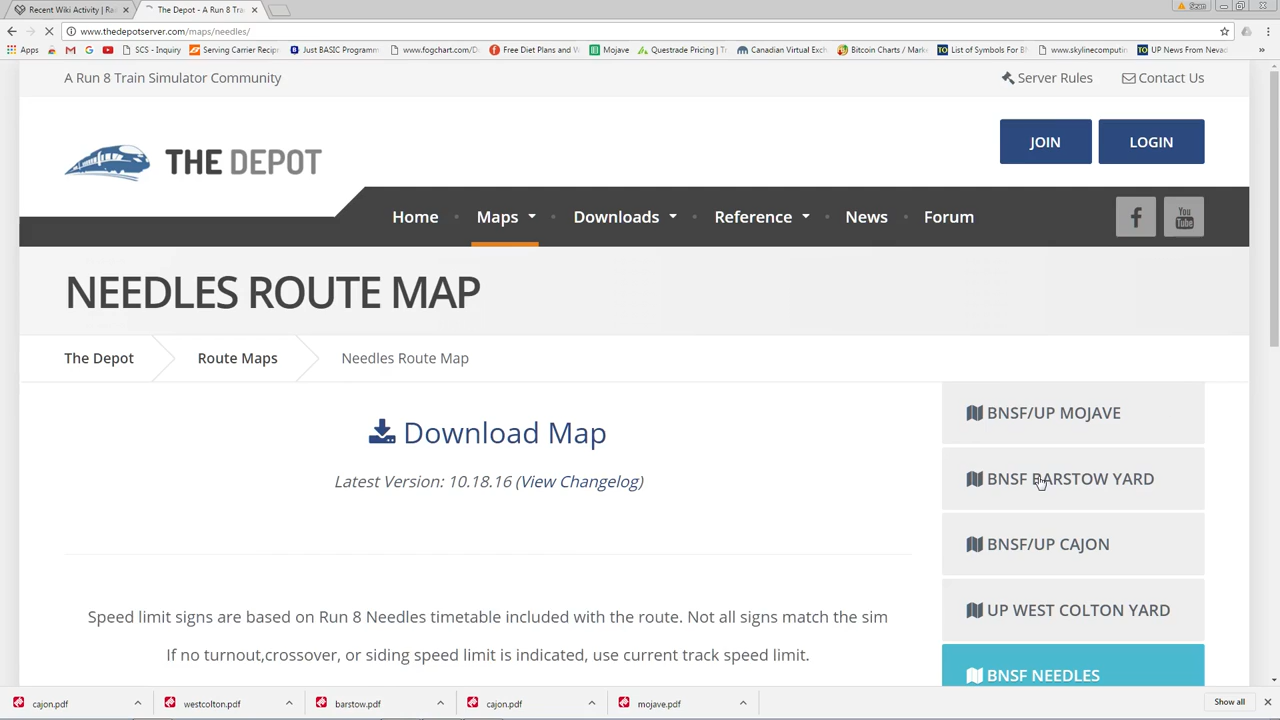 Recent Wiki Activity | Rai
The Depot - A Run 8 Trai
Sean
www.thedepotserver.com/maps/needles/
Apps
SCS - Inquiry
Serving Carrier Recipr
Just BASIC Programm
www.fogchart.com/D
Free Diet Plans and W
Mojave
Questrade Pricing | Tr
Canadian Virtual Exch
Bitcoin Charts / Marke
List of Symbols For B
www.skylinecomputin
UP News From Nevad
A Run 8 Train Simulator Community
Server Rules
Contact Us
THE DEPOT
JOIN
LOGIN
Home
Maps
Downloads
Reference
News
Forum
You
Tube
NEEDLES ROUTE MAP
The Depot
Route Maps
Needles Route Map
BNSF/UP MOJAVE
Download Map
Latest Version: 10.18.16 (View Changelog)
BNSF BARSTOW YARD
BNSF/UP CAJON
UP WEST COLTON YARD
Speed limit signs are based on Run 8 Needles timetable included with the route. Not all signs match the sim
If no turnout,crossover, or siding speed limit is indicated, use current track speed limit.
BNSF NEEDLES
cajon.pdf
westcolton.pdf
barstow.pdf
cajon.pdf
mojave.pdf
Show all